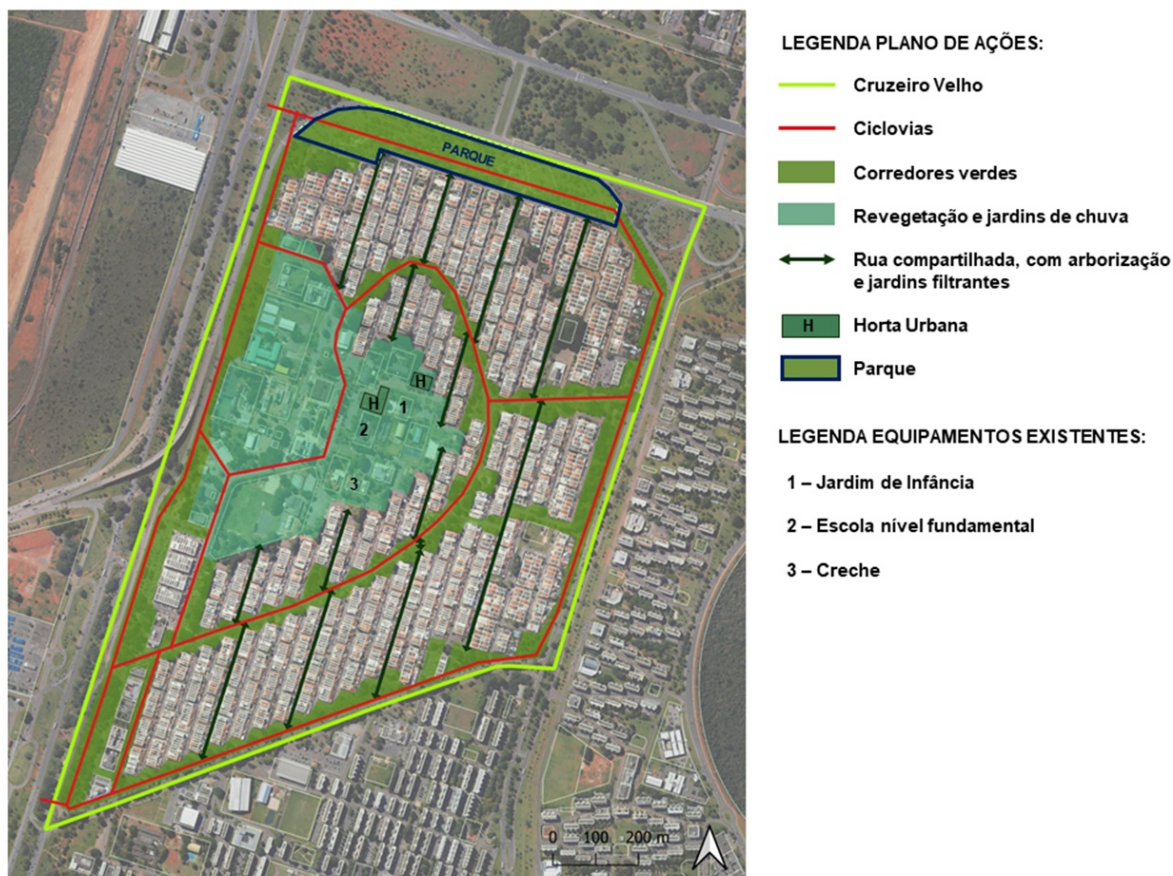 LEGENDA PLANO DE AÇÕES:
Cruzeiro Velho
Ciclovias
Corredores verdes
Revegetação e jardins de chuva
Rua compartilhada, com arborização
e jardins filtrantes
H
Horta Urbana
Parque
LEGENDA EQUIPAMENTOS EXISTENTES:
1 – Jardim de Infância
2 – Escola nível fundamental
3 – Creche
PARQUE
H
H
1
2
3
0 100 200 m